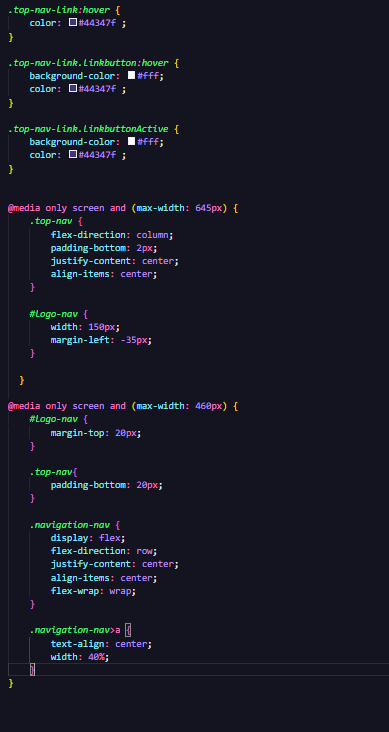 .top-nav-link:hover {
color: #44347f ;
}
.top-nav-link.linkbutton:hover {
background-color: #fff;
color: #44347f ;
}
.top-nav-link.linkbuttonActive {
background-color: #fff;
color: #44347f ;
}
@media only screen and (max-width: 645px) {
.top-nav {
flex-direction: column;
padding-bottom: 2px;
justify-content: center;
align-items: center;
}
#Logo-nav {
width: 150px;
margin-left: -35px;
}
}
@media only screen and (max-width: 460px) {
#Logo-nav {
margin-top: 20px;
}
.top-nav{
padding-bottom: 20px;
}
.navigation-nav {
display: flex;
flex-direction: row;
justify-content: center;
align-items: center;
flex-wrap: wrap;
}
.navigation-nav>a {
text-align: center;
width: 40%;
}
}